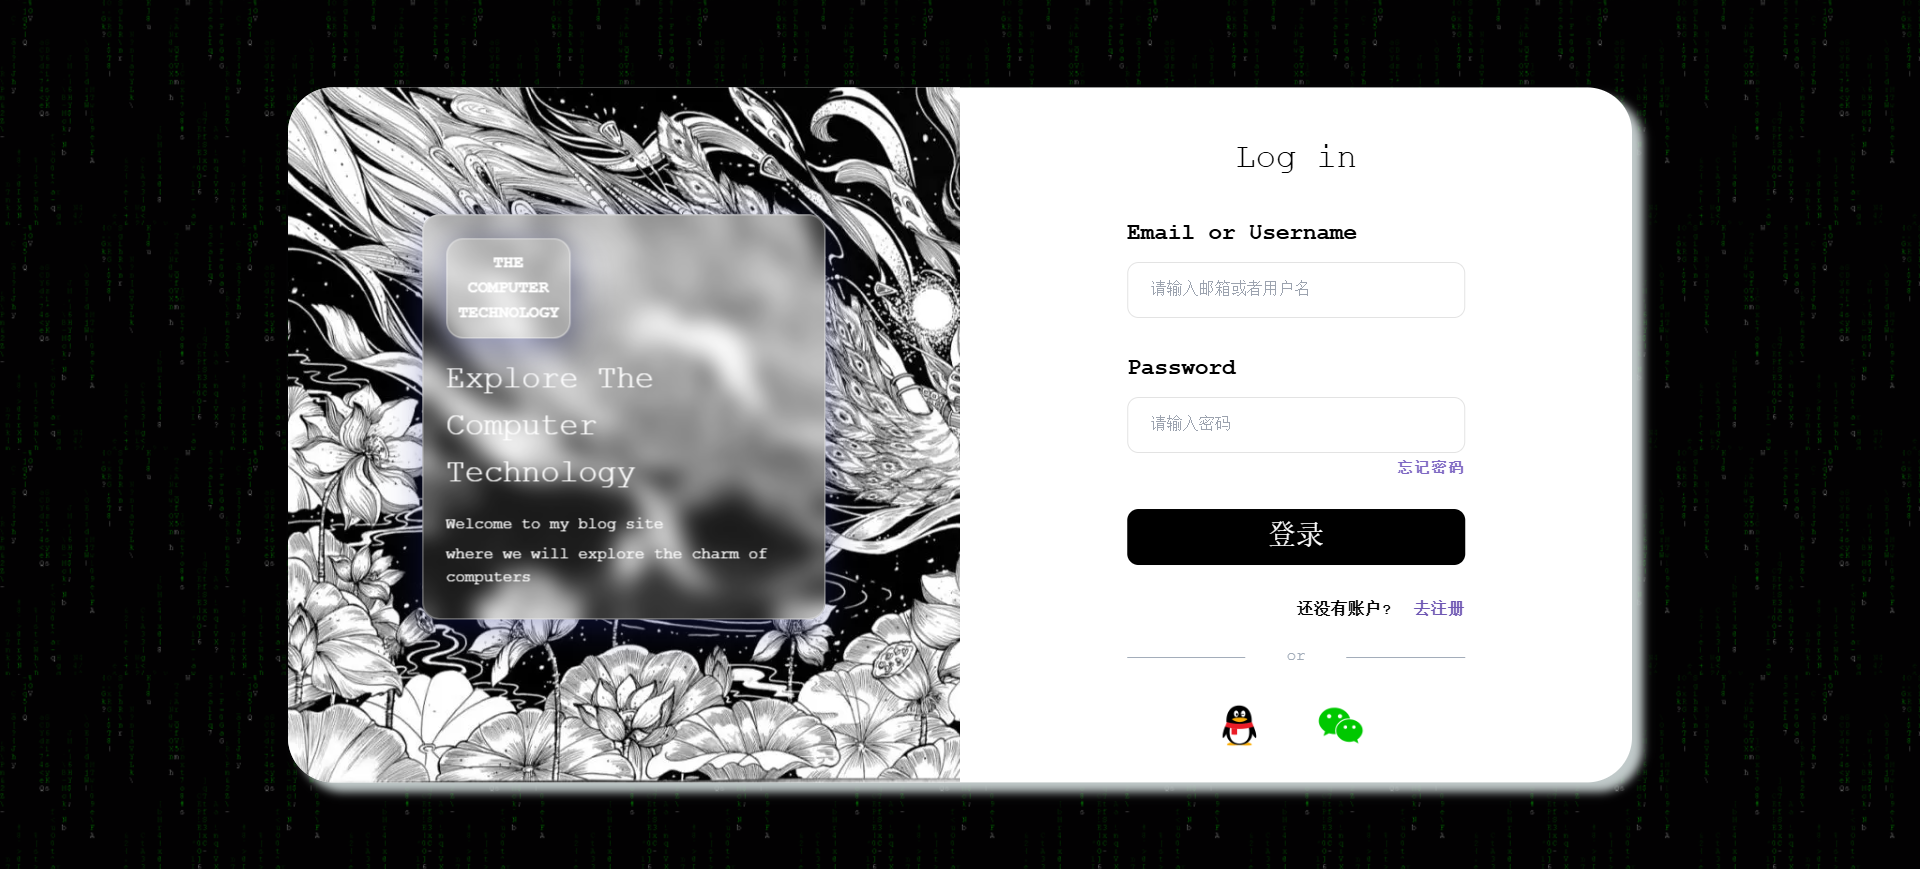 THE
COMPUTER
TECHNOLOGY
Explore The
Computer
Technology
Welcome to my blog site
where we will explore the charm of
computers
Log in
Email or Username
请输入邮箱或者用户名
Password
请输入密码
忘记密码
登录
还没有账户? 去注册
or